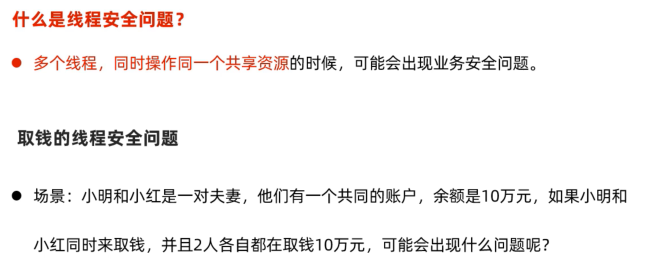 什么是线程安全问题？
多个线程，同时操作同一个共享资源的时候，可能会出现业务安全问题。
取钱的线程安全问题
场景：小明和小红是一对夫妻，他们有一个共同的账户，余额是10万元，如果小明和
小红同时来取钱，并且2人各自都在取钱10万元，可能会出现什么问题呢？